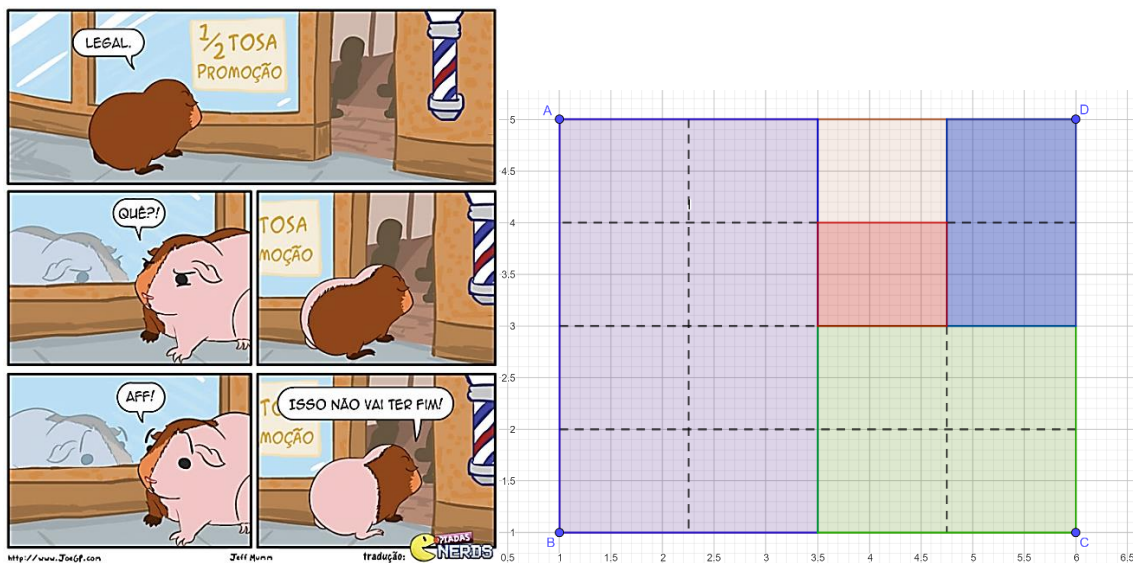 LEGAL.
1/2 TOSA
PROMOÇÃO
QUÊ?!
TOSA
MOÇÃO
AFF!
ISSO NÃO VAI TER FIM!
TO
MOÇÃO
http://www.JoeGP.com
Jeff Mumm
tradução:
PIADAS
NERDS
A
D
5
4.5
4
3.5
3
2.5
2
1.5
1
B
C
0.5
1
1.5
2
2.5
3
3.5
4
4.5
5
5.5
6
6.5